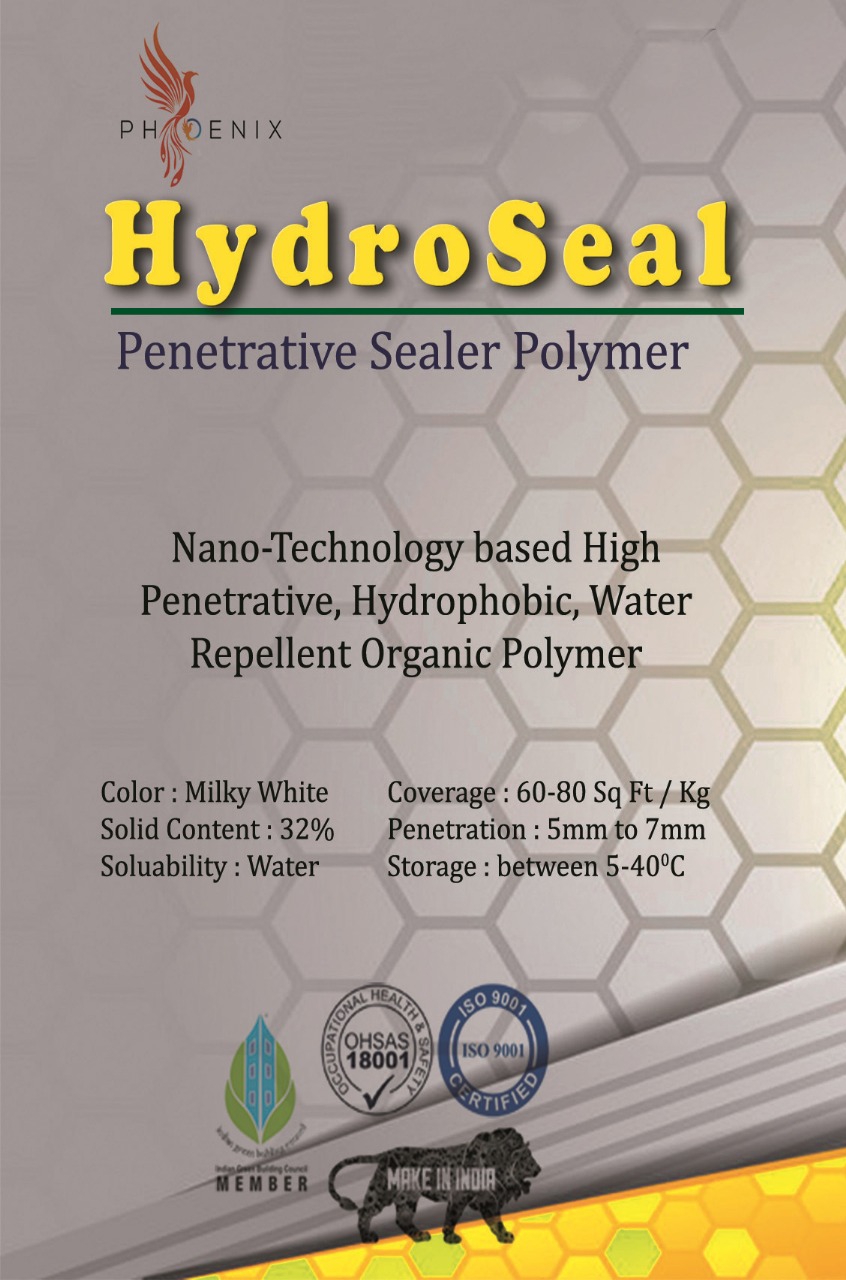 PHOENIX
HydroSeal
Penetrative Sealer Polymer
Nano-Technology based High
Penetrative, Hydrophobic, Water
Repellent Organic Polymer
Color : Milky White
Solid Content : 32%
Soluability : Water
Coverage : 60-80 Sq Ft / Kg
Penetration : 5mm to 7mm
Storage : between 5-40⁰C
OCCUPATIONAL HEALTH & SAFETY
OHSAS
18001
ISO 9001
ISO 9001
CERTIFIED
Indian Green Building Council
MEMBER
MAKE IN INDIA